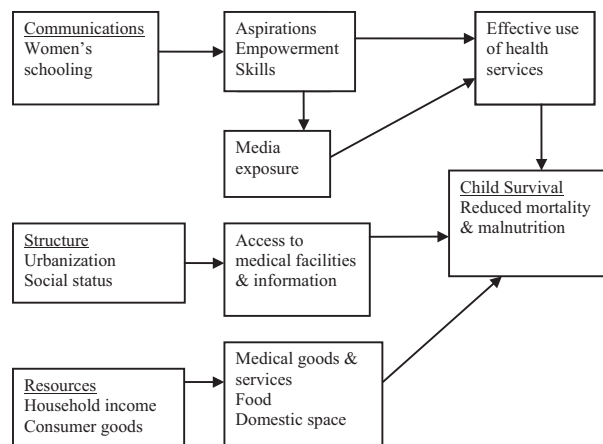 Communications
Women's
schooling
Aspirations
Empowerment
Skills
Effective use
of health
services
Media
exposure
Child Survival
Reduced mortality
& malnutrition
Structure
Urbanization
Social status
Access to
medical facilities
& information
Resources
Household income
Consumer goods
Medical goods &
services
Food
Domestic space